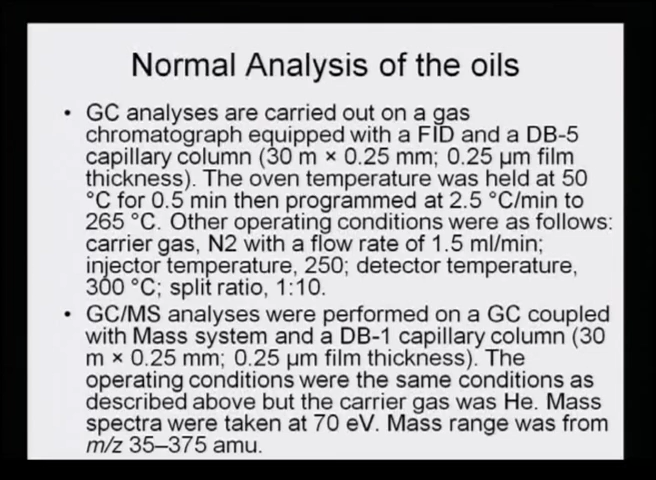 Normal Analysis of the oils
• GC analyses are carried out on a gas
chromatograph equipped with a FID and a DB-5
capillary column (30 m × 0.25 mm; 0.25 µm film
thickness). The oven temperature was held at 50
°C for 0.5 min then programmed at 2.5 °C/min to
265 °C. Other operating conditions were as follows:
carrier gas, N2 with a flow rate of 1.5 ml/min;
injector temperature, 250; detector temperature,
300 °C; split ratio, 1:10.
• GC/MS analyses were performed on a GC coupled
with Mass system and a DB-1 capillary column (30
m × 0.25 mm; 0.25 µm film thickness). The
operating conditions were the same conditions as
described above but the carrier gas was He. Mass
spectra were taken at 70 eV. Mass range was from
m/z 35–375 amu.